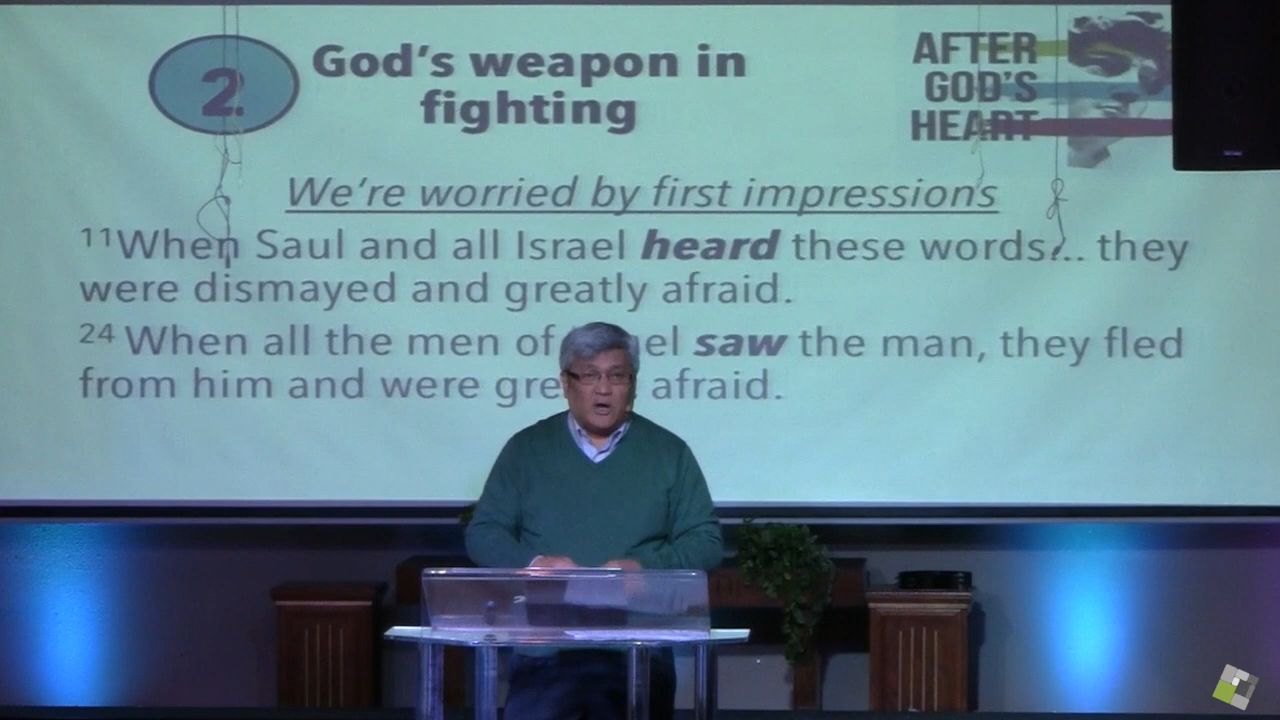 2
God's weapon in
fighting
AFTER
GOD'S
HEART
We're worried by first impressions
11When Saul and all Israel heard these words... they
were dismayed and greatly afraid.
24 When all the men of el saw the man, they fled
from him and were gre afraid.